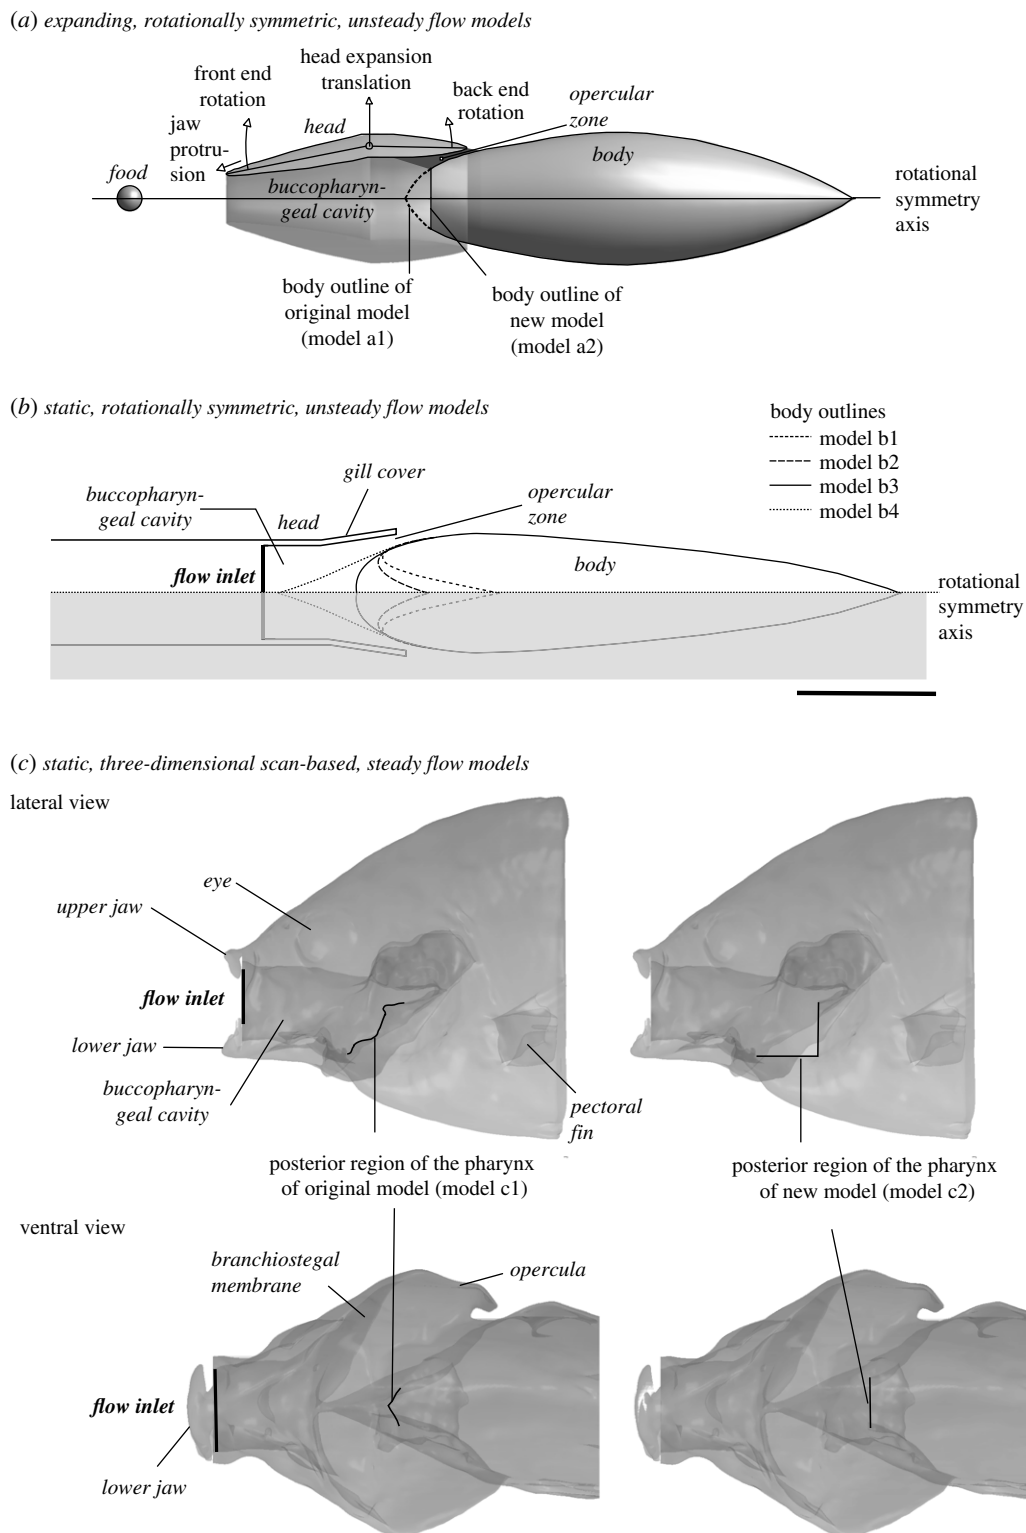 (a) expanding, rotationally symmetric, unsteady flow models
head expansion
translation
front end
rotation
back end
rotation
opercular
zone
jaw
protru-
sion
head
body
food
buccopharyn-
geal cavity
rotational
symmetry
axis
body outline of
original model
(model a1)
body outline of
new model
(model a2)
(b) static, rotationally symmetric, unsteady flow models
body outlines
model b1
model b2
model b3
model b4
gill cover
buccopharyn-
geal cavity
head
opercular
zone
flow inlet
body
rotational
symmetry
axis
(c) static, three-dimensional scan-based, steady flow models
lateral view
eye
upper jaw
flow inlet
lower jaw
buccopharyn-
geal cavity
pectoral
fin
posterior region of the pharynx
of original model (model c1)
posterior region of the pharynx
of new model (model c2)
ventral view
branchiostegal
membrane
opercula
flow inlet
lower jaw